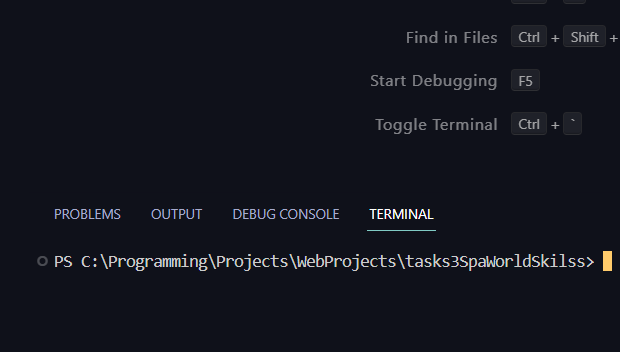 Find in Files Ctrl + Shift +
Start Debugging F5
Toggle Terminal Ctrl + `
PROBLEMS OUTPUT DEBUG CONSOLE TERMINAL
PS C:\Programming\Projects\WebProjects\tasks3SpaWorldSkilss>